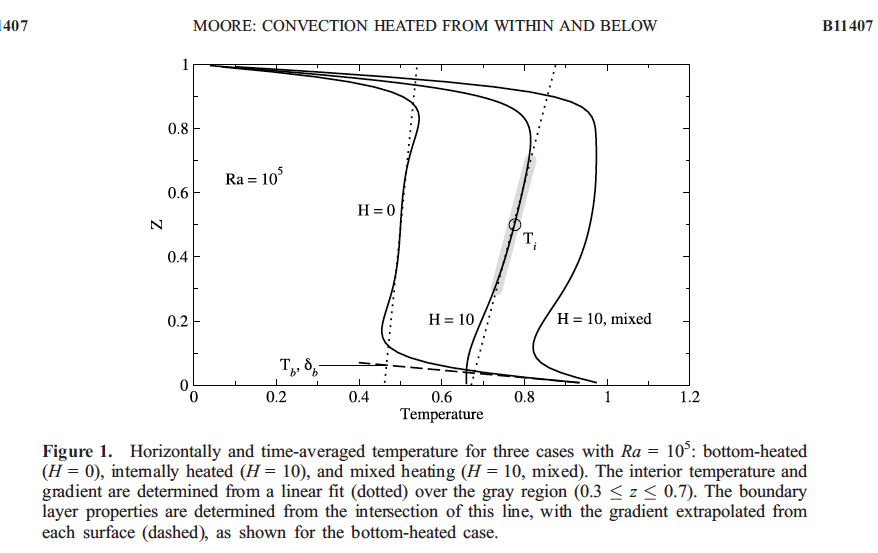 1407
MOORE: CONVECTION HEATED FROM WITHIN AND BELOW
B11407
1
0.8
0.6
0.4
0.2
0
Z
Ra = 10⁵
H = 0
Tᵢ
H = 10
H = 10, mixed
T_b, δ_b
0
0.2
0.4
0.6
0.8
1
1.2
Temperature
Figure 1. Horizontally and time-averaged temperature for three cases with Ra = 10⁵: bottom-heated
(H = 0), internally heated (H = 10), and mixed heating (H = 10, mixed). The interior temperature and
gradient are determined from a linear fit (dotted) over the gray region (0.3 ≤ z ≤ 0.7). The boundary
layer properties are determined from the intersection of this line, with the gradient extrapolated from
each surface (dashed), as shown for the bottom-heated case.